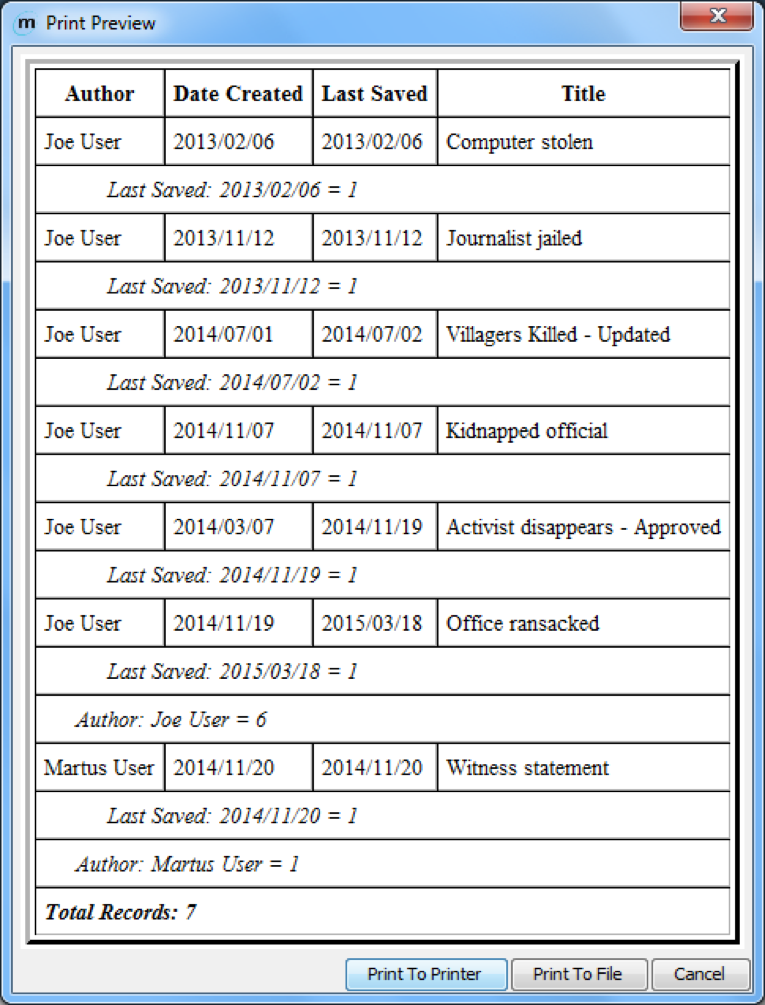 m Print Preview
Author Date Created Last Saved Title
Joe User 2013/02/06 2013/02/06 Computer stolen
Last Saved: 2013/02/06 = 1
Joe User 2013/11/12 2013/11/12 Journalist jailed
Last Saved: 2013/11/12 = 1
Joe User 2014/07/01 2014/07/02 Villagers Killed - Updated
Last Saved: 2014/07/02 = 1
Joe User 2014/11/07 2014/11/07 Kidnapped official
Last Saved: 2014/11/07 = 1
Joe User 2014/03/07 2014/11/19 Activist disappears - Approved
Last Saved: 2014/11/19 = 1
Joe User 2014/11/19 2015/03/18 Office ransacked
Last Saved: 2015/03/18 = 1
Author: Joe User = 6
Martus User 2014/11/20 2014/11/20 Witness statement
Last Saved: 2014/11/20 = 1
Author: Martus User = 1
Total Records: 7
Print To Printer Print To File Cancel